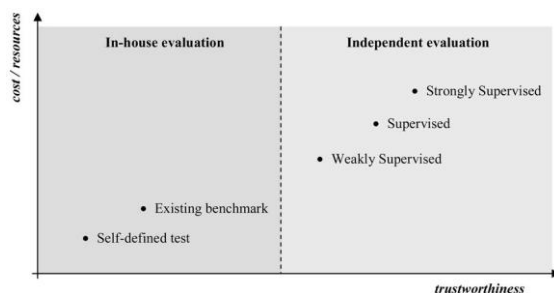 In-house evaluation
Independent evaluation
cost / resources
Strongly Supervised
Supervised
Weakly Supervised
Existing benchmark
Self-defined test
trustworthiness